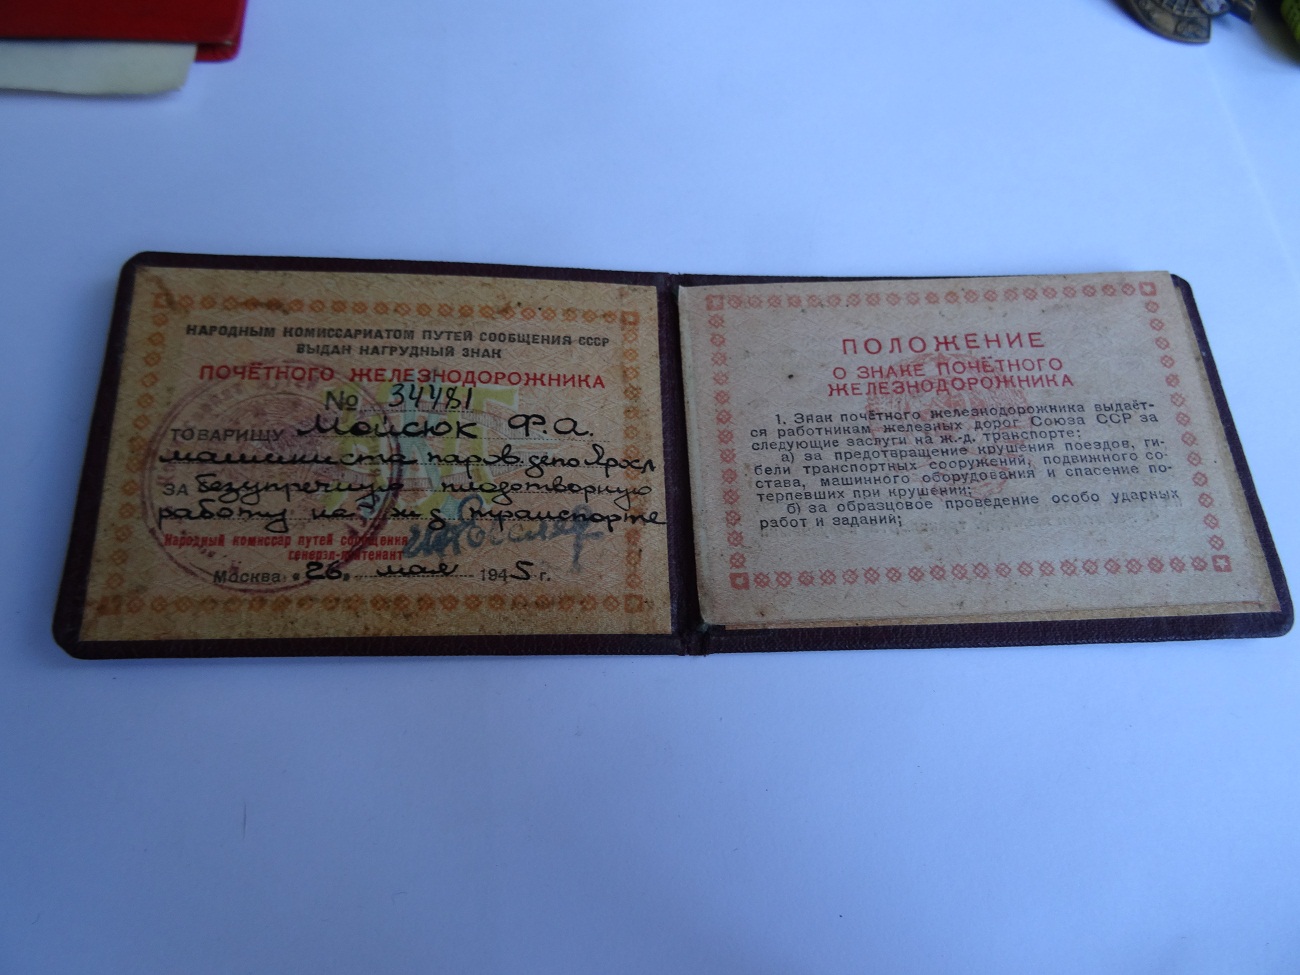 НАРОДНЫМ КОМИССАРИАТОМ ПУТЕЙ СООБЩЕНИЯ СССР
ВЫДАН НАГРУДНЫЙ ЗНАК
ПОЧЁТНОГО ЖЕЛЕЗНОДОРОЖНИКА
№ 34481
ТОВАРИЩУ Мойсюк Ф.А.
машиниста паров. депо Яросл
ЗА безупречную плодотворную
работу на ж д транспорте
Народный комиссар путей сообщения
генерал-лейтенант
Москва „26„ мая 1945 г.
ПОЛОЖЕНИЕ
О ЗНАКЕ ПОЧЁТНОГО
ЖЕЛЕЗНОДОРОЖНИКА
1. Знак почётного железнодорожника выдаёт-
ся работникам железных дорог Союза ССР за
следующие заслуги на ж.-д. транспорте:
а) за предотвращение крушения поездов, ги-
бели транспортных сооружений, подвижного со-
става, машинного оборудования и спасение по-
терпевших при крушении;
б) за образцовое проведение особо ударных
работ и заданий;